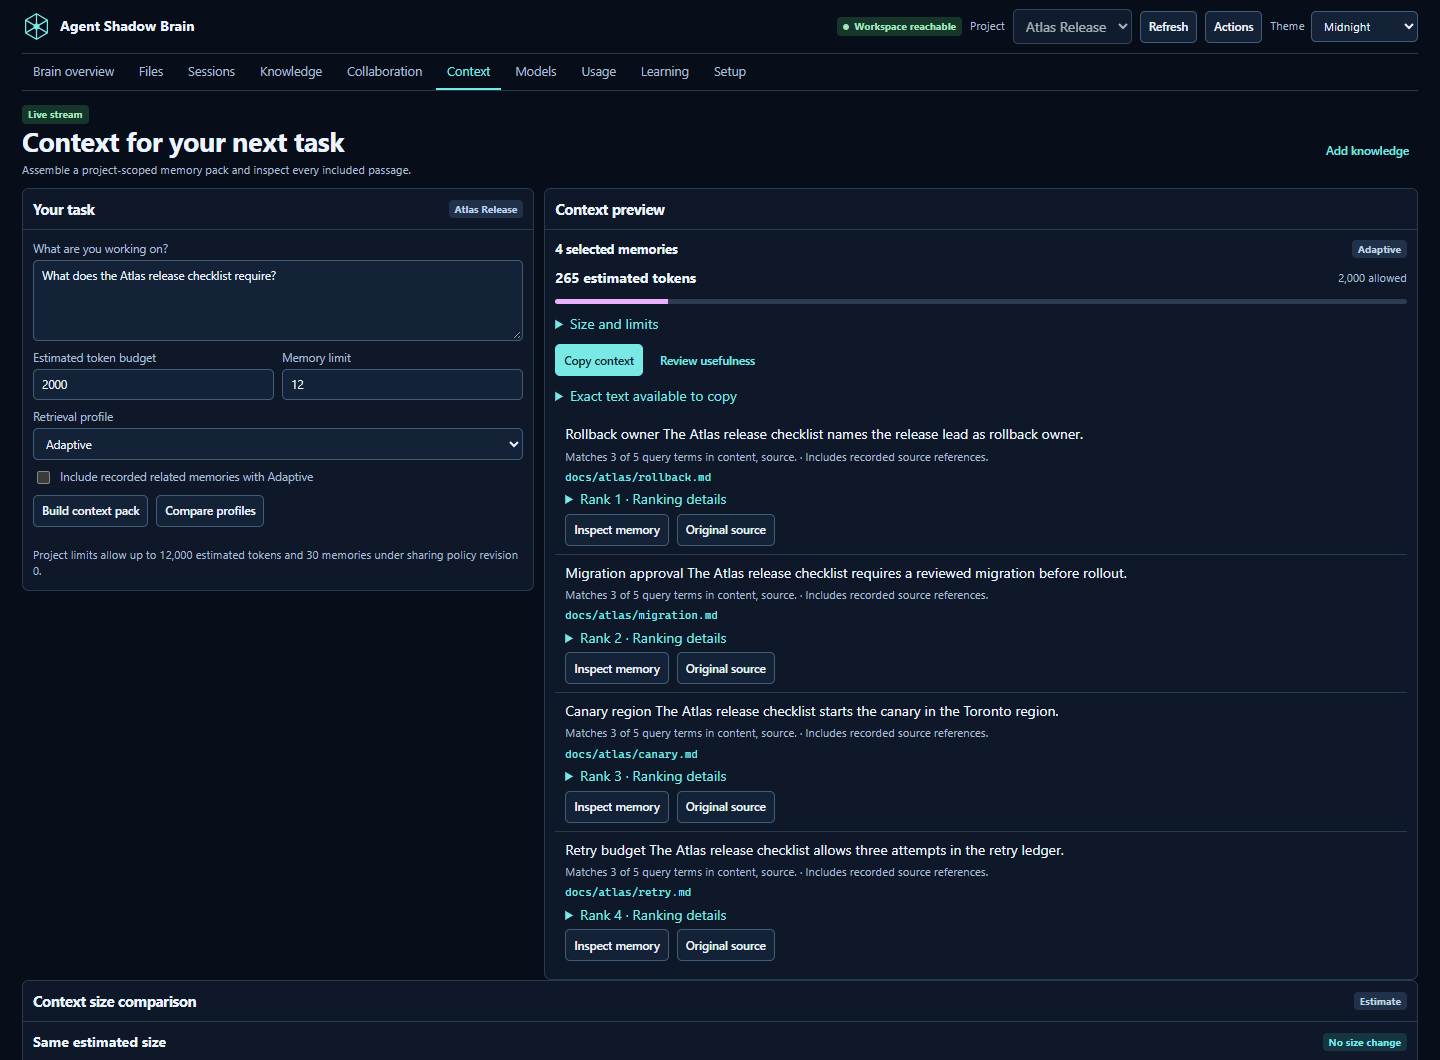 Agent Shadow Brain
Workspace reachable
Project
Atlas Release
Refresh
Actions
Theme
Midnight
Brain overview
Files
Sessions
Knowledge
Collaboration
Context
Models
Usage
Learning
Setup
Live stream
Context for your next task
Assemble a project-scoped memory pack and inspect every included passage.
Add knowledge
Your task
Atlas Release
What are you working on?
What does the Atlas release checklist require?
Estimated token budget
Memory limit
2000
12
Retrieval profile
Adaptive
Include recorded related memories with Adaptive
Build context pack
Compare profiles
Project limits allow up to 12,000 estimated tokens and 30 memories under sharing policy revision
0.
Context preview
4 selected memories
Adaptive
265 estimated tokens
2,000 allowed
Size and limits
Copy context
Review usefulness
Exact text available to copy
Rollback owner The Atlas release checklist names the release lead as rollback owner.
Matches 3 of 5 query terms in content, source. · Includes recorded source references.
docs/atlas/rollback.md
Rank 1 · Ranking details
Inspect memory
Original source
Migration approval The Atlas release checklist requires a reviewed migration before rollout.
Matches 3 of 5 query terms in content, source. · Includes recorded source references.
docs/atlas/migration.md
Rank 2 · Ranking details
Inspect memory
Original source
Canary region The Atlas release checklist starts the canary in the Toronto region.
Matches 3 of 5 query terms in content, source. · Includes recorded source references.
docs/atlas/canary.md
Rank 3 · Ranking details
Inspect memory
Original source
Retry budget The Atlas release checklist allows three attempts in the retry ledger.
Matches 3 of 5 query terms in content, source. · Includes recorded source references.
docs/atlas/retry.md
Rank 4 · Ranking details
Inspect memory
Original source
Context size comparison
Estimate
Same estimated size
No size change